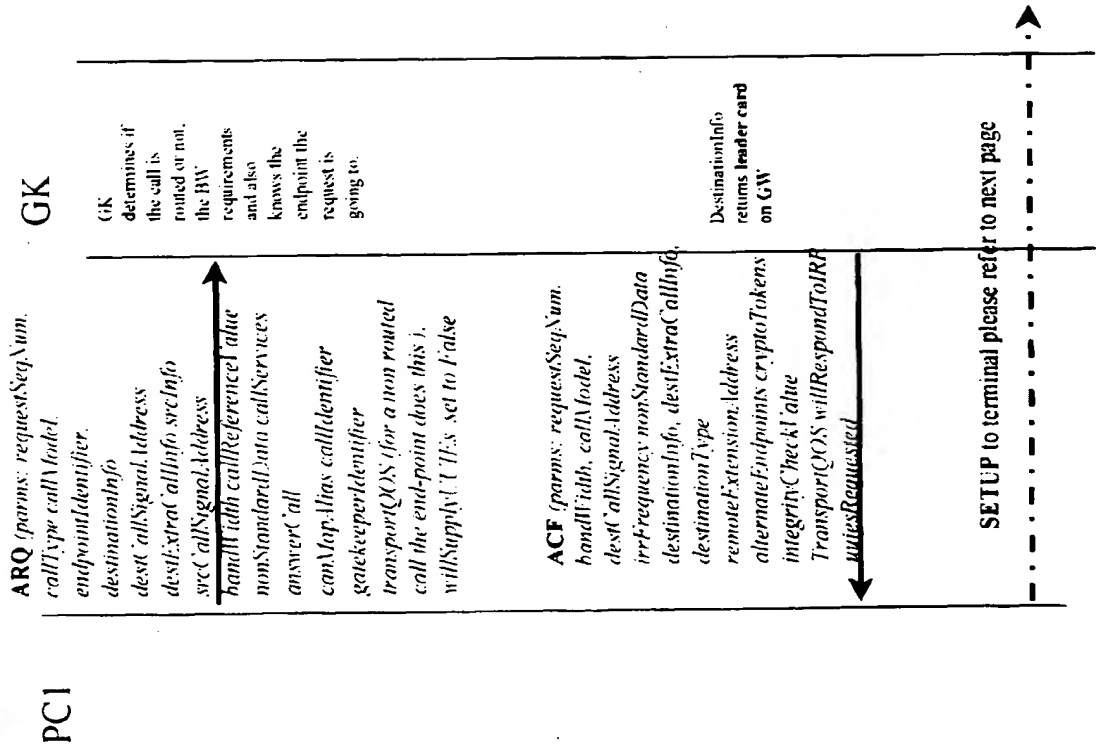 PC1
GK
ARQ (parms: requestSeqNum,
callType callModel,
endpointIdentifier,
destinationInfo
destCallSignalAddress
destExtraCallInfo srcInfo
srcCallSignalAddress
bandWidth callReferenceValue
nonStandardData callServices
answerCall
canMapAlias callIdentifier
gatekeeperIdentifier
transportQOS (for a non routed
call the end-point does this ),
willSupplyUUIEs set to False
GK
determines if
the call is
routed or not,
the BW
requirements
and also
knows the
endpoint the
request is
going to.
ACF (parms: requestSeqNum,
bandWidth, callModel,
destCallSignalAddress
irrFrequency nonStandardData
destinationInfo, destExtraCallInfo,
destinationType
remoteExtensionAddress
alternateEndpoints cryptoTokens
integrityCheckValue
TransportQOS willRespondToIRR
uuiesRequested
DestinationInfo
returns leader card
on GW
SETUP to terminal please refer to next page